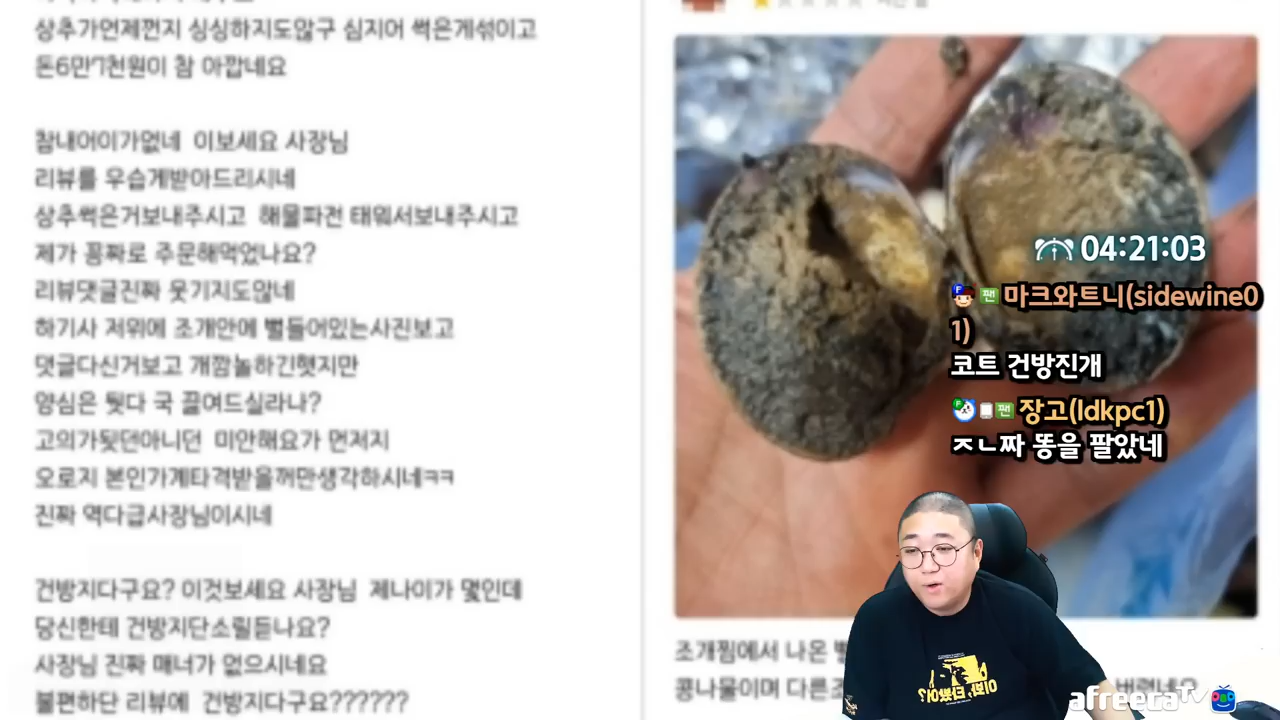 상추가언제껀지 싱싱하지도않구 심지어 썩은게섞이고
돈6만7천원이 참 아깝네요
참내어이가없네 이보세요 사장님
리뷰를 우습게받아드리시네
상추썩은거보내주시고 해물파전 태워서보내주시고
제가 꽁짜로 주문해먹었나요?
리뷰댓글진짜 웃기지도않네
하기사 저위에 조개안에 뻘들어있는사진보고
댓글다신거보고 개깜놀하긴햇지만
양심은 뒷다 국 끓여드실라나?
고의가됫던아니던 미안해요가 먼저지
오로지 본인가계타격받을꺼만생각하시네ㅋㅋ
진짜 역다급사장님이시네
건방지다구요? 이것보세요 사장님 제나이가 몇인데
당신한테 건방지단소릴듣나요?
사장님 진짜 매너가 없으시네요
불편하단 리뷰에 건방지다구요??????
04:21:03
팬 마크와트니(sidewine0
1)
코트 건방진개
팬 장고(ldkpc1)
ㅈㄴ짜 똥을 팔았네
조개찜에서 나온
콩나물이며 다른조
버렸네요
이봐, 타봤어?
afreecaTV